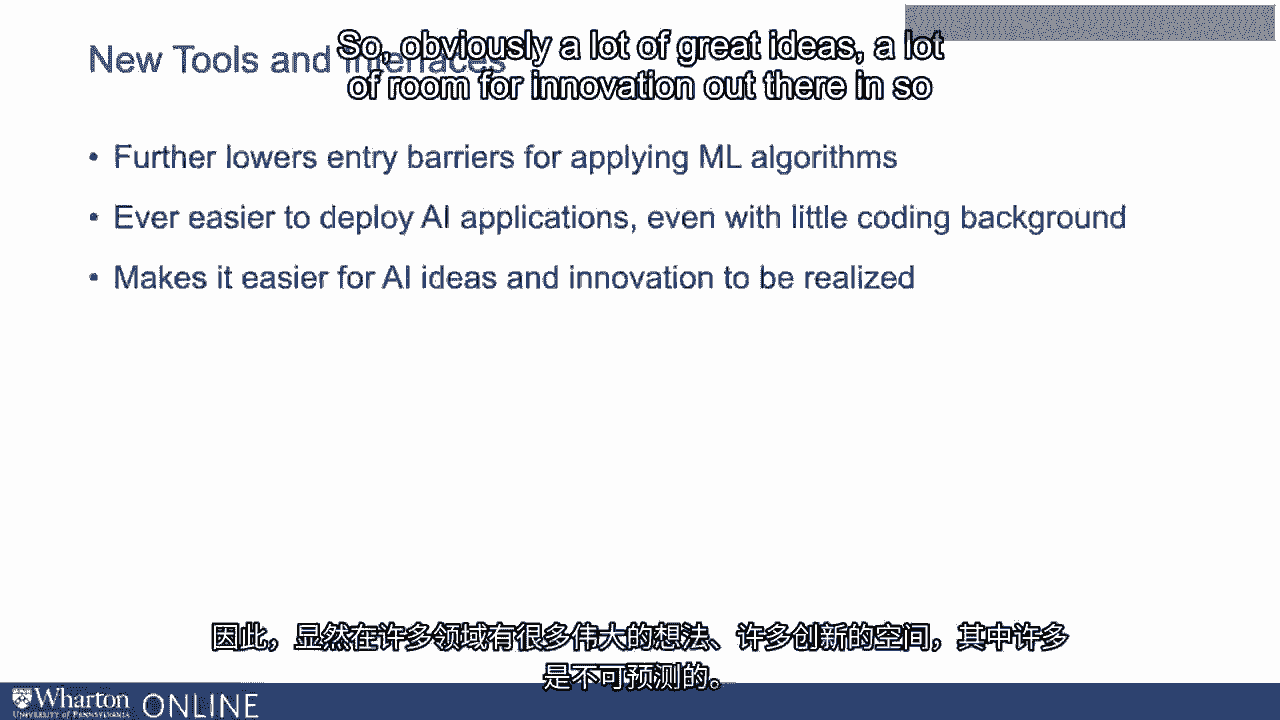 New Tools and Interfaces
So, obviously a lot of great ideas, a lot
of room for innovation out there in so
• Further lowers entry barriers for applying ML algorithms
• Ever easier to deploy AI applications, even with little coding background
• Makes it easier for AI ideas and innovation to be realized
因此，显然在许多领域有很多伟大的想法、许多创新的空间，其中许多
是不可预测的。
Wharton ONLINE
UNIVERSITY of PENNSYLVANIA